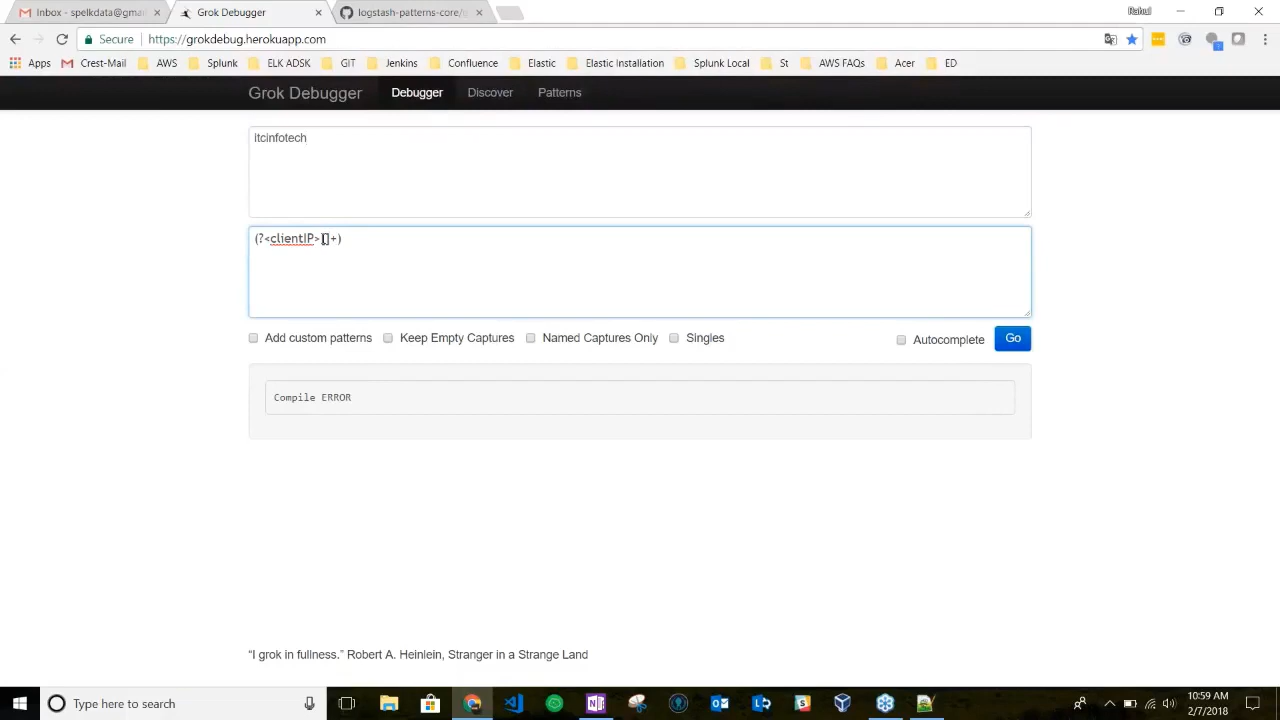 Inbox - spelkdata@gmai
Grok Debugger
logstash-patterns-core/g
Rahul
Secure
https://grokdebug.herokuapp.com
Apps
Crest-Mail
AWS
Splunk
ELK ADSK
GIT
Jenkins
Confluence
Elastic
Elastic Installation
Splunk Local
St
AWS FAQs
Acer
ED
Grok Debugger
Debugger
Discover
Patterns
itcinfotech
(?<clientIP>[]+)
Add custom patterns
Keep Empty Captures
Named Captures Only
Singles
Autocomplete
Go
Compile ERROR
“I grok in fullness.” Robert A. Heinlein, Stranger in a Strange Land
Type here to search
10:59 AM
2/7/2018